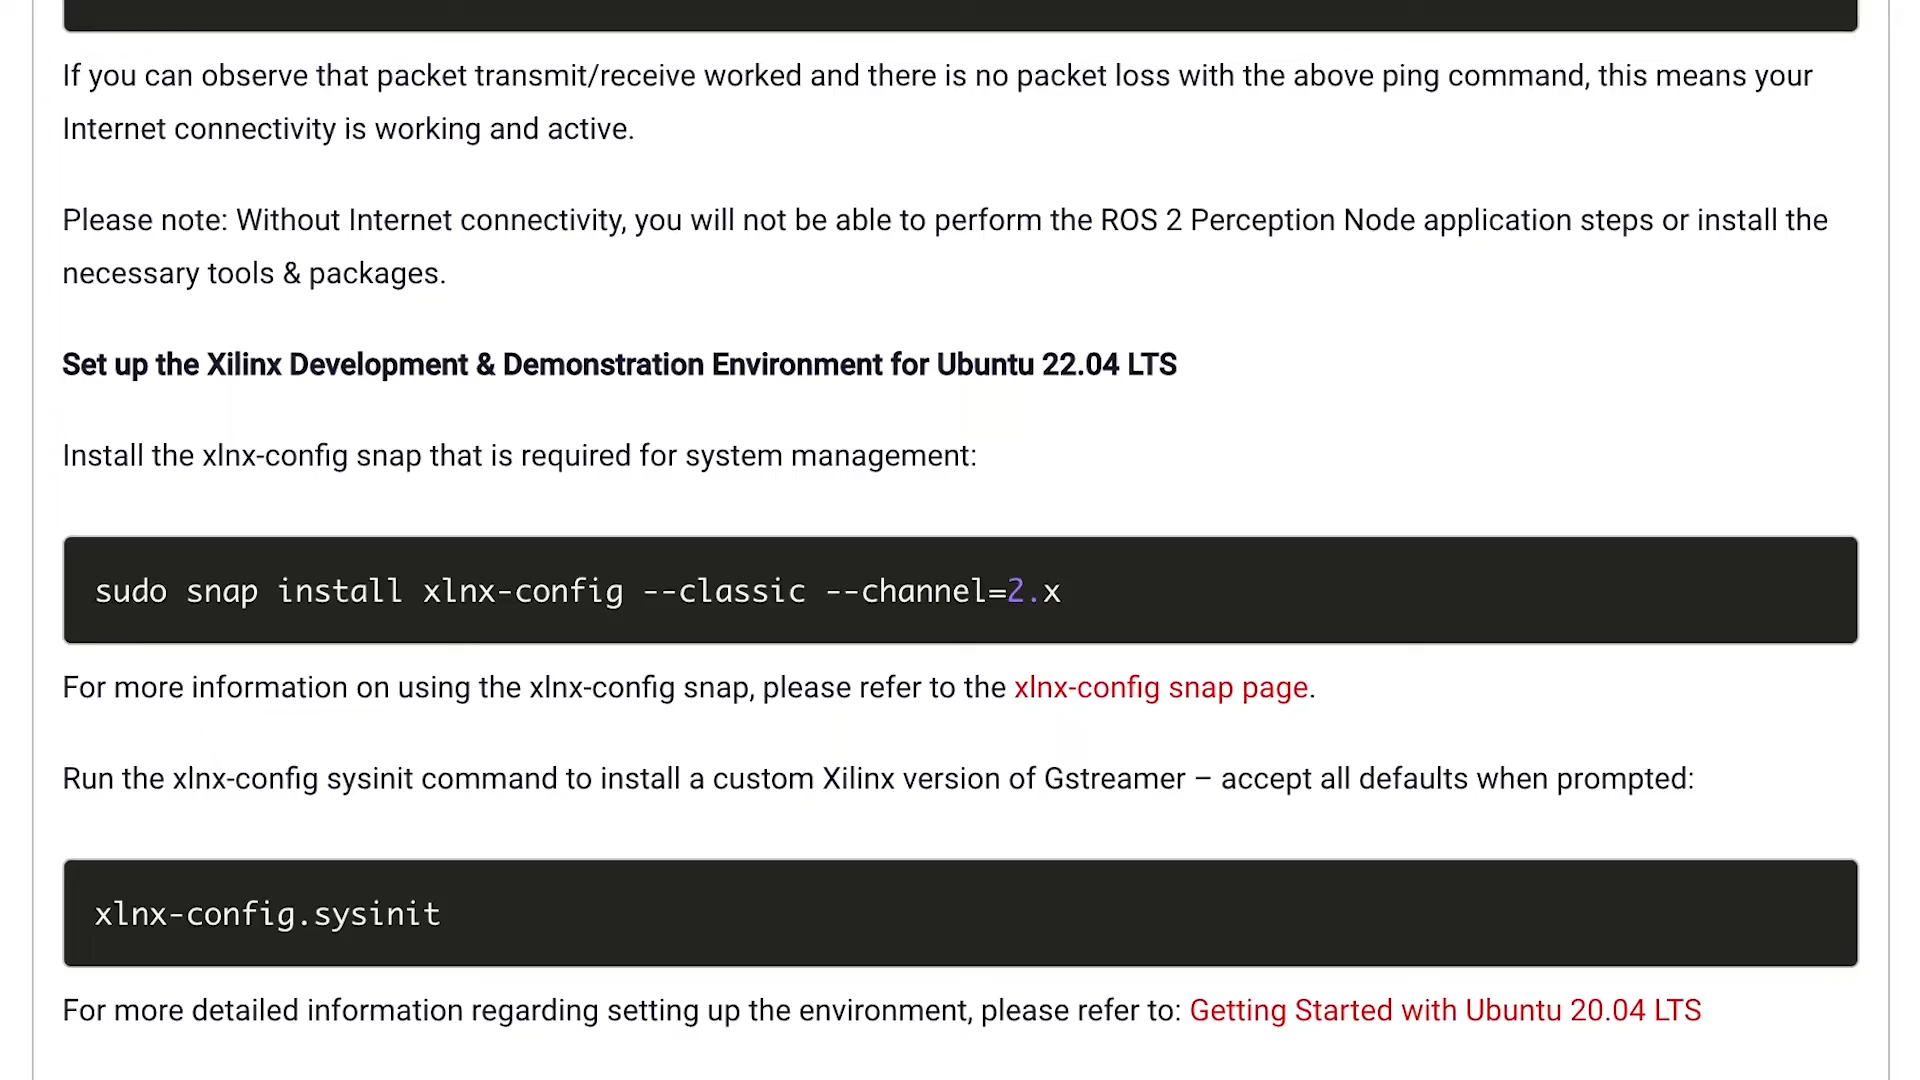 If you can observe that packet transmit/receive worked and there is no packet loss with the above ping command, this means your
Internet connectivity is working and active.
Please note: Without Internet connectivity, you will not be able to perform the ROS 2 Perception Node application steps or install the
necessary tools & packages.
Set up the Xilinx Development & Demonstration Environment for Ubuntu 22.04 LTS
Install the xlnx-config snap that is required for system management:
sudo snap install xlnx-config --classic --channel=2.x
For more information on using the xlnx-config snap, please refer to the xlnx-config snap page.
Run the xlnx-config sysinit command to install a custom Xilinx version of Gstreamer – accept all defaults when prompted:
xlnx-config.sysinit
For more detailed information regarding setting up the environment, please refer to: Getting Started with Ubuntu 20.04 LTS